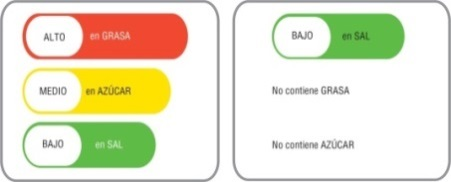 ALTO en GRASA
MEDIO en AZÚCAR
BAJO en SAL
BAJO en SAL
No contiene GRASA
No contiene AZÚCAR